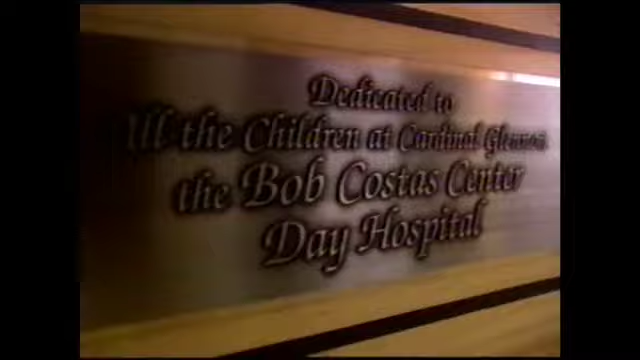 Dedicated to
All the Children at Cardinal Glennon
the Bob Costas Center
Day Hospital